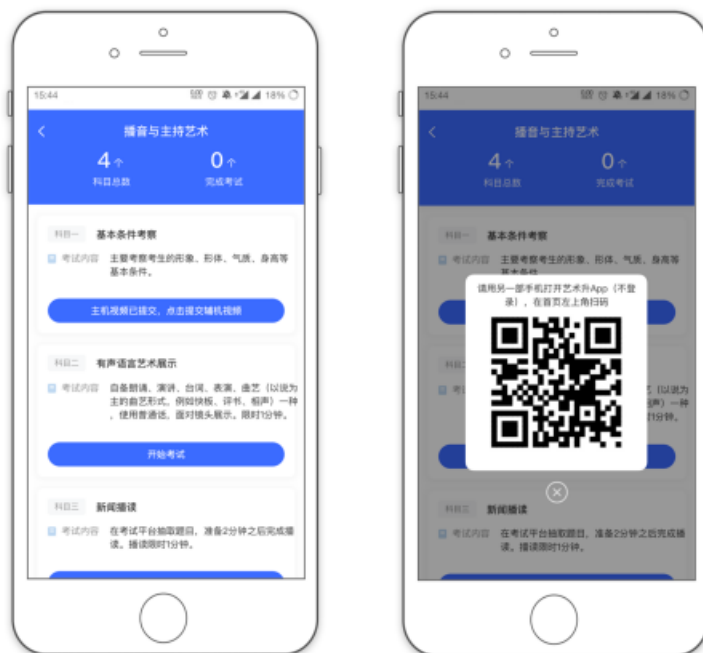 15:44
18%
播音与主持艺术
4个
0个
科目总数
完成考试
科目一 基本条件考察
考试内容 主要考察考生的形象、形体、气质、身高等
基本条件。
主机视频已提交，点击提交辅机视频
科目二 有声语言艺术展示
考试内容 自备朗诵、演讲、台词、表演、曲艺（以说为
主的曲艺形式，例如快板、评书、相声）一种
，使用普通话，面对镜头展示。限时1分钟。
开始考试
科目三 新闻播读
考试内容 在考试平台抽取题目，准备2分钟之后完成播
读。播读限时1分钟。
15:44
18%
播音与主持艺术
4个
0个
科目总数
完成考试
科目一 基本条件考察
考试内容 主要考察考生的形象、形体、气质、身高等
基本条件。
请用另一部手机打开艺术升App（不登
录），在首页左上角扫码
科目三 新闻播读
考试内容 在考试平台抽取题目，准备2分钟之后完成播
读。播读限时1分钟。